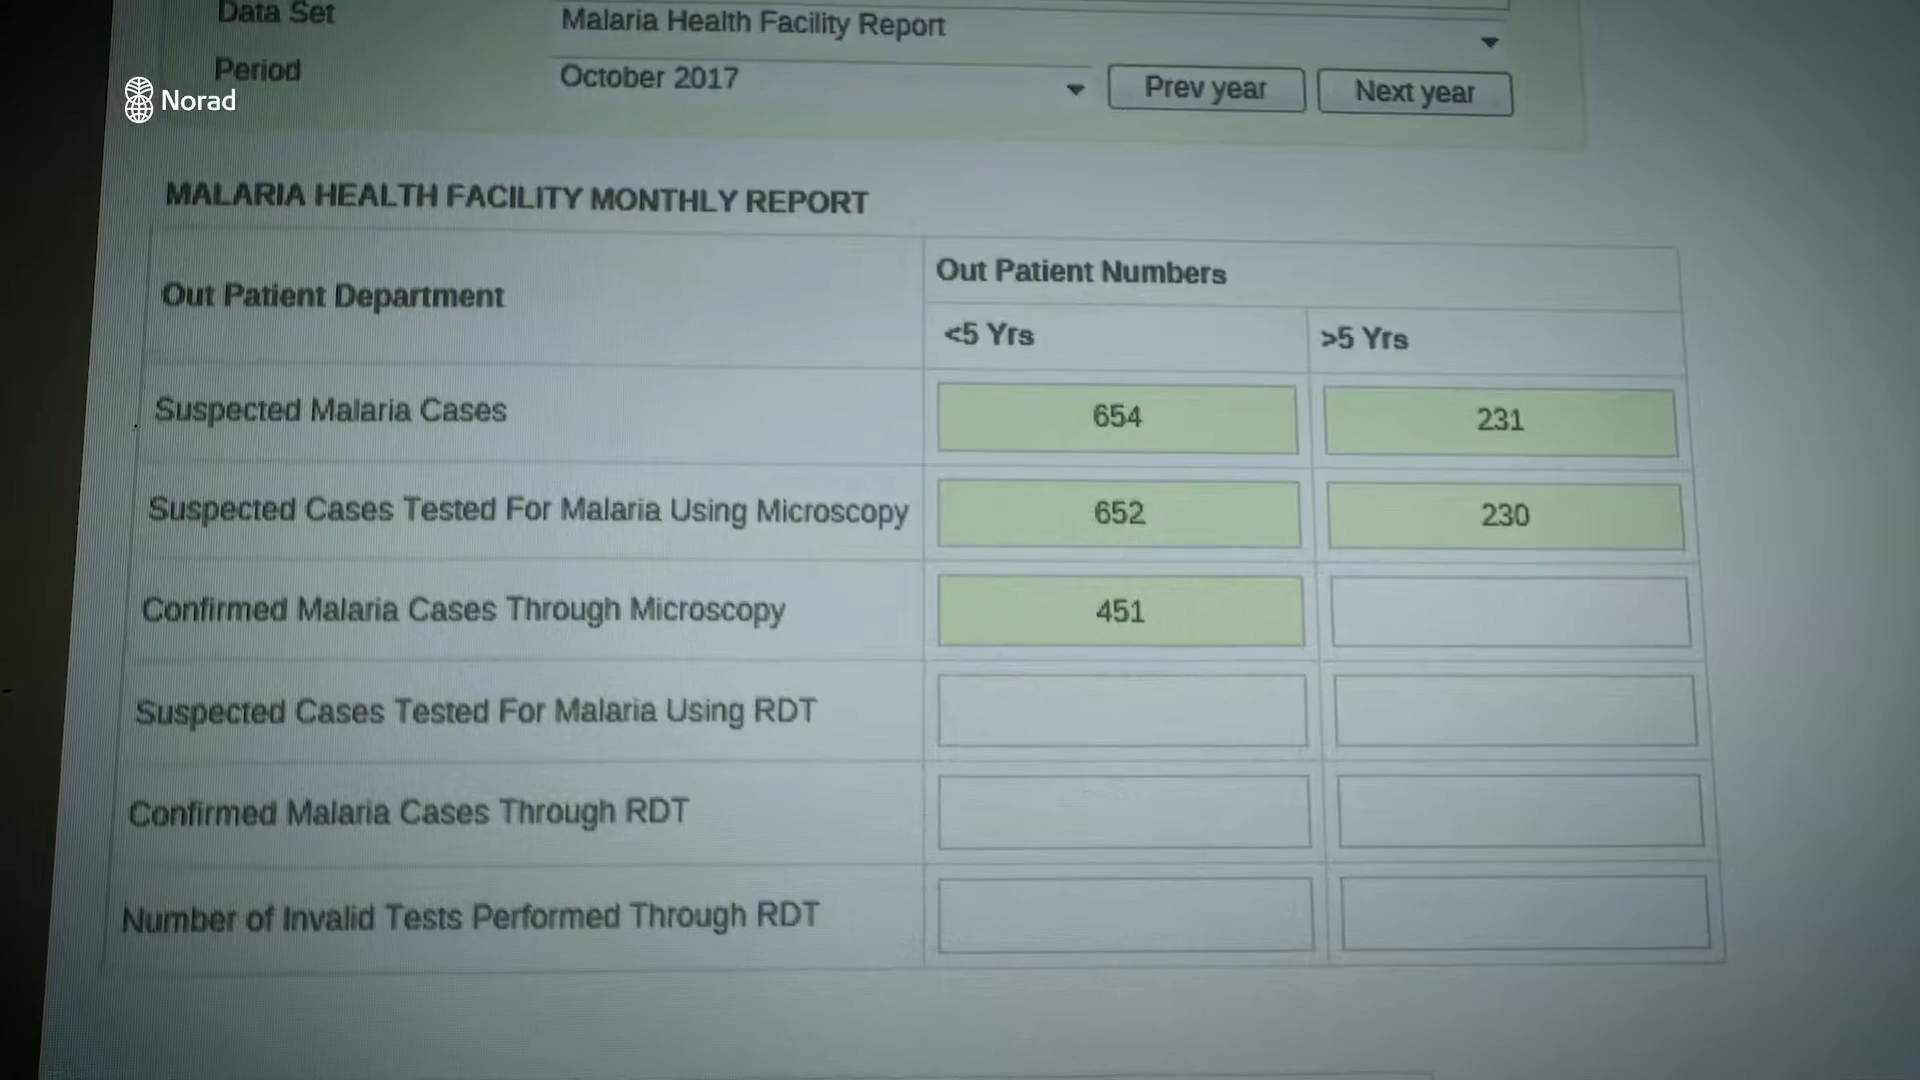 Data Set
Malaria Health Facility Report
Period
October 2017
Prev year
Next year
Norad
MALARIA HEALTH FACILITY MONTHLY REPORT
Out Patient Department
Out Patient Numbers
<5 Yrs
>5 Yrs
Suspected Malaria Cases
654
231
Suspected Cases Tested For Malaria Using Microscopy
652
230
Confirmed Malaria Cases Through Microscopy
451
Suspected Cases Tested For Malaria Using RDT
Confirmed Malaria Cases Through RDT
Number of Invalid Tests Performed Through RDT